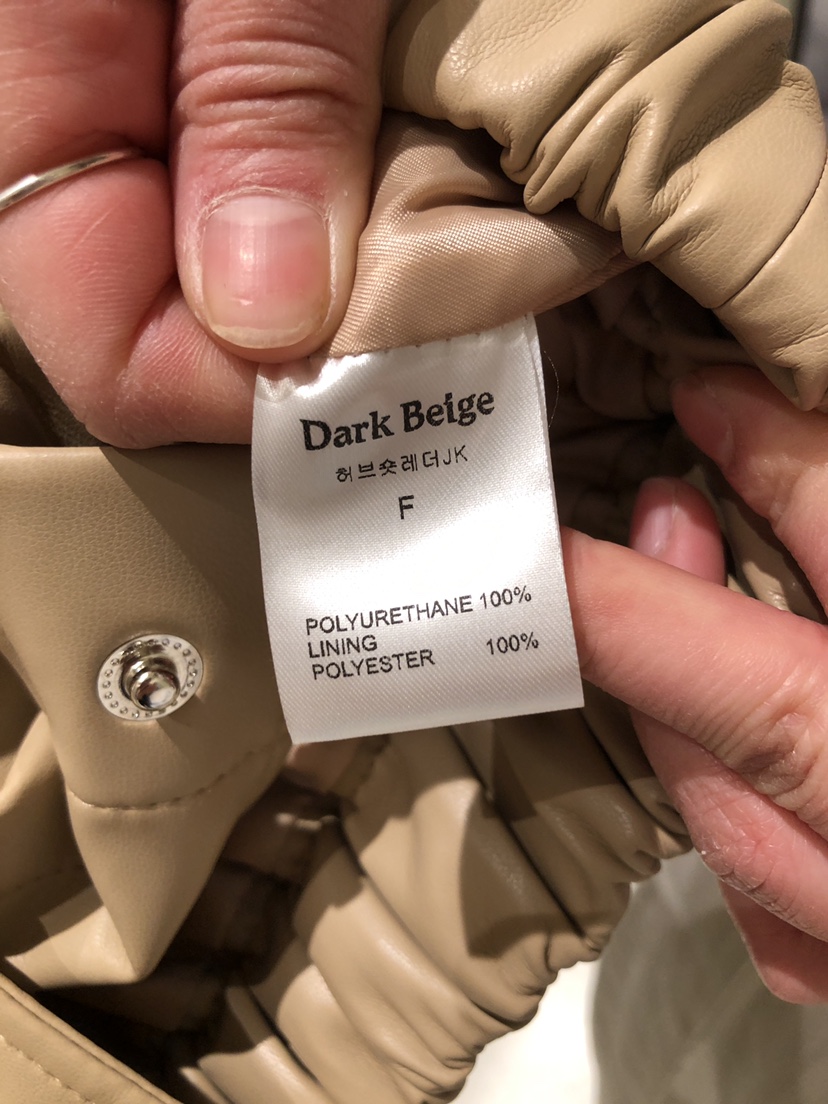 Dark Beige
허브숏레더JK
F
POLYURETHANE 100%
LINING
POLYESTER 100%